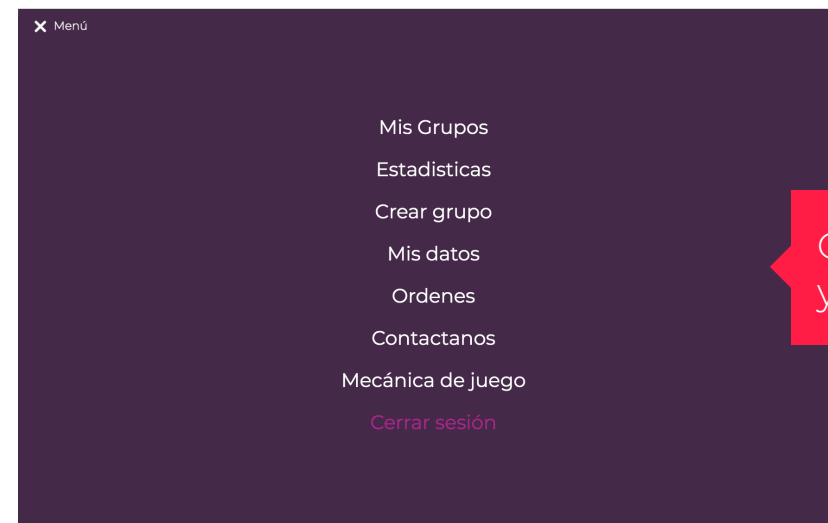 Menú
Mis Grupos
Estadisticas
Crear grupo
Mis datos
Ordenes
Contactanos
Mecánica de juego
Cerrar sesión